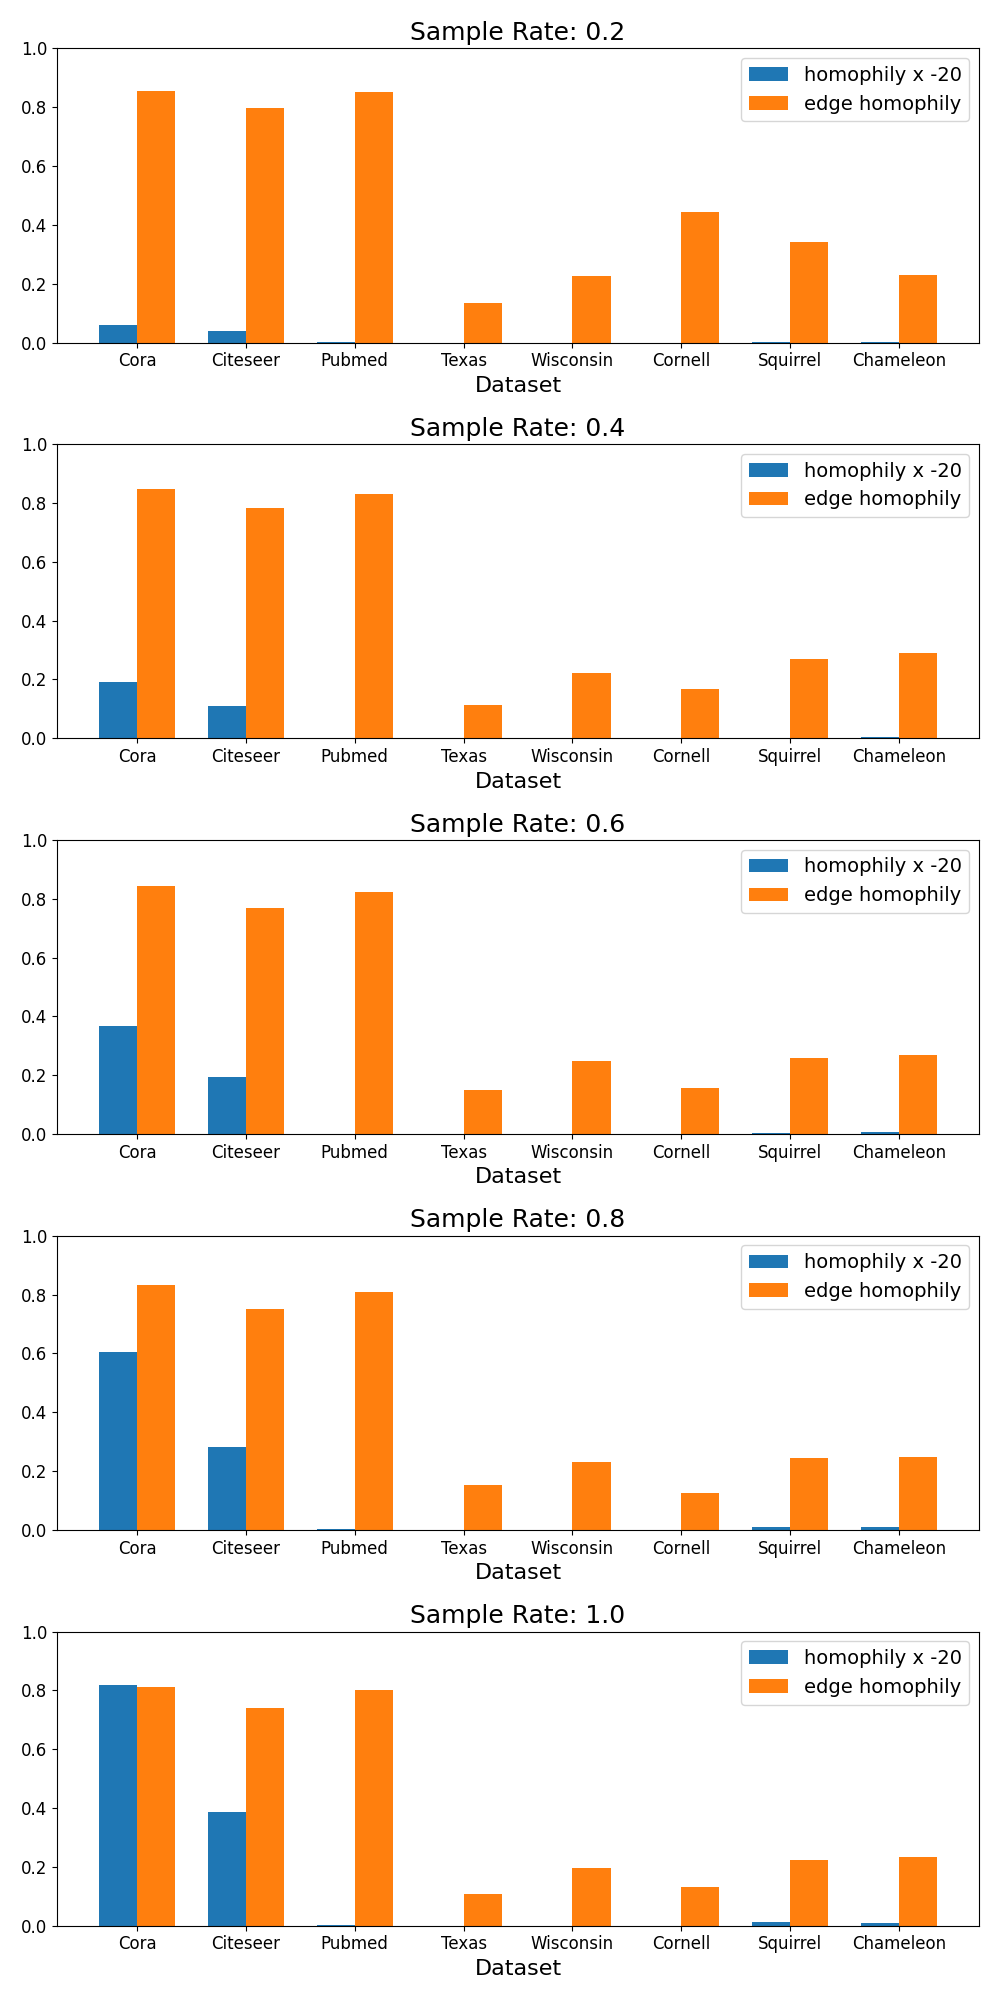 Sample Rate: 0.2
1.0
0.8
0.6
0.4
0.2
0.0
homophily x -20
edge homophily
Cora Citeseer Pubmed Texas Wisconsin Cornell Squirrel Chameleon
Dataset
Sample Rate: 0.4
1.0
0.8
0.6
0.4
0.2
0.0
homophily x -20
edge homophily
Cora Citeseer Pubmed Texas Wisconsin Cornell Squirrel Chameleon
Dataset
Sample Rate: 0.6
1.0
0.8
0.6
0.4
0.2
0.0
homophily x -20
edge homophily
Cora Citeseer Pubmed Texas Wisconsin Cornell Squirrel Chameleon
Dataset
Sample Rate: 0.8
1.0
0.8
0.6
0.4
0.2
0.0
homophily x -20
edge homophily
Cora Citeseer Pubmed Texas Wisconsin Cornell Squirrel Chameleon
Dataset
Sample Rate: 1.0
1.0
0.8
0.6
0.4
0.2
0.0
homophily x -20
edge homophily
Cora Citeseer Pubmed Texas Wisconsin Cornell Squirrel Chameleon
Dataset